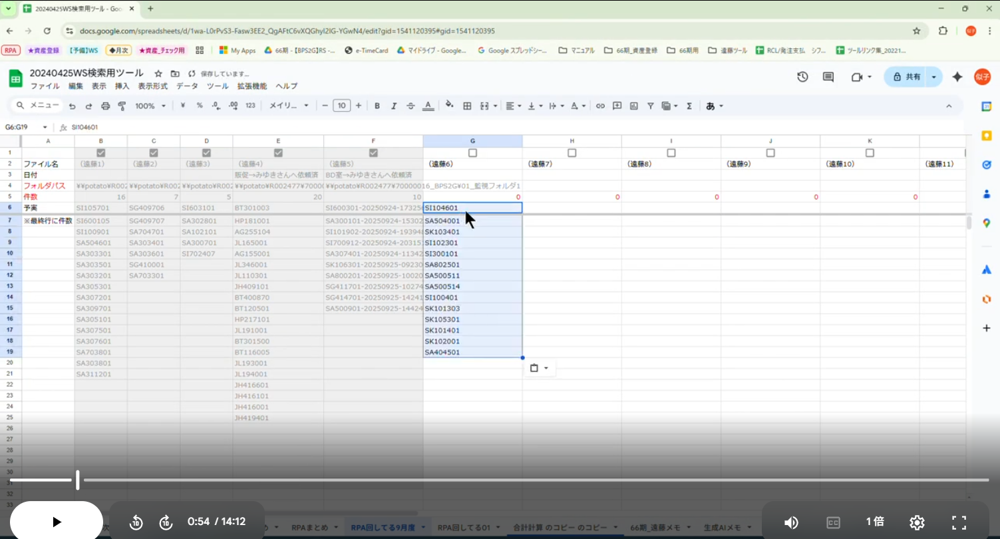 20240425WS検索用ツール - Goo
docs.google.com/spreadsheets/d/1wa-L0rPvS3-Fasw3EE2_QgAFtC6vXQGhyI2IG-YGwN4/edit?gid=1541120395#gid=1541120395
RPA ★資産登録 【予備】WS ◆月次 ★資産_チェック用 My Apps 66期 -【BPS2G】RS -... e-TimeCard マイドライブ - Google... Google スプレッドシー... マニュアル 66期_資産登録 66期用 遠藤ツール RCL/発注支払 シフ... ツールリンク集_20221...
20240425WS検索用ツール 保存しています...
ファイル 編集 表示 挿入 表示形式 データ ツール 拡張機能 ヘルプ 共有 似子
メニュー 100% ¥ % .0 .00 123 メイリ... − 10 + B I A Σ あ
G6:G19 fx SI104601
A B C D E F G H I J K
1
2 ファイル名 （遠藤1） （遠藤2） （遠藤3） （遠藤4） （遠藤5） （遠藤6） （遠藤7） （遠藤8） （遠藤9） （遠藤10） （遠藤11）
3 日付 販促→みゆきさんへ依頼済 BD室→みゆきさんへ依頼済
4 フォルダパス ¥¥potato¥R002 ¥¥potato¥R002 ¥¥potato¥R002 ¥¥potato¥R002477¥7000 ¥¥potato¥R002477¥70000016_BPS2G¥01_監視フォルダ1
5 件数 16 7 5 20 10 0 0 0 0 0
6 予実 SI105701 SG409706 SI603101 BT301003 SI600301-20250924-17325 SI104601
7 ※最終行に件数 SI600105 SG409707 SA302801 HP181001 SA300101-20250924-15302 SA504001
8 SI100901 SA704701 SA102101 AG255104 SI101902-20250924-19394 SK103401
9 SA504601 SA303401 SA300701 JL165001 SI700912-20250924-20315 SI102301
10 SA303301 SA303601 SI702407 AG155001 SA307401-20250924-11342 SI300101
11 SA303501 SG410001 JL346001 SK106301-20250925-09230 SA802501
12 SA303201 SA703301 JL110301 SA800201-20250925-10020 SA500511
13 SA305301 JH409101 SG411701-20250925-10274 SA500514
14 SA307201 BT400870 SG414701-20250925-14241 SI100401
15 SA309701 BT120501 SA500901-20250925-14424 SK101303
16 SA305101 HP217101 SK105301
17 SA307501 JL191001 SK101401
18 SA307601 BT301500 SK102001
19 SA703801 BT116005 SA404501
20 SA303801 JL193001
21 SA311201 JL194001
22 JH416601
23 JH416101
24 JH416001
25 JH419401
26
27
28
29
30
31
32
33
0:54 / 14:12 RPAまとめ RPA回してる9月度 RPA回してる01 合計計算 のコピー のコピー 66期_遠藤メモ 生成AIメモ
10 10 CC 1 倍